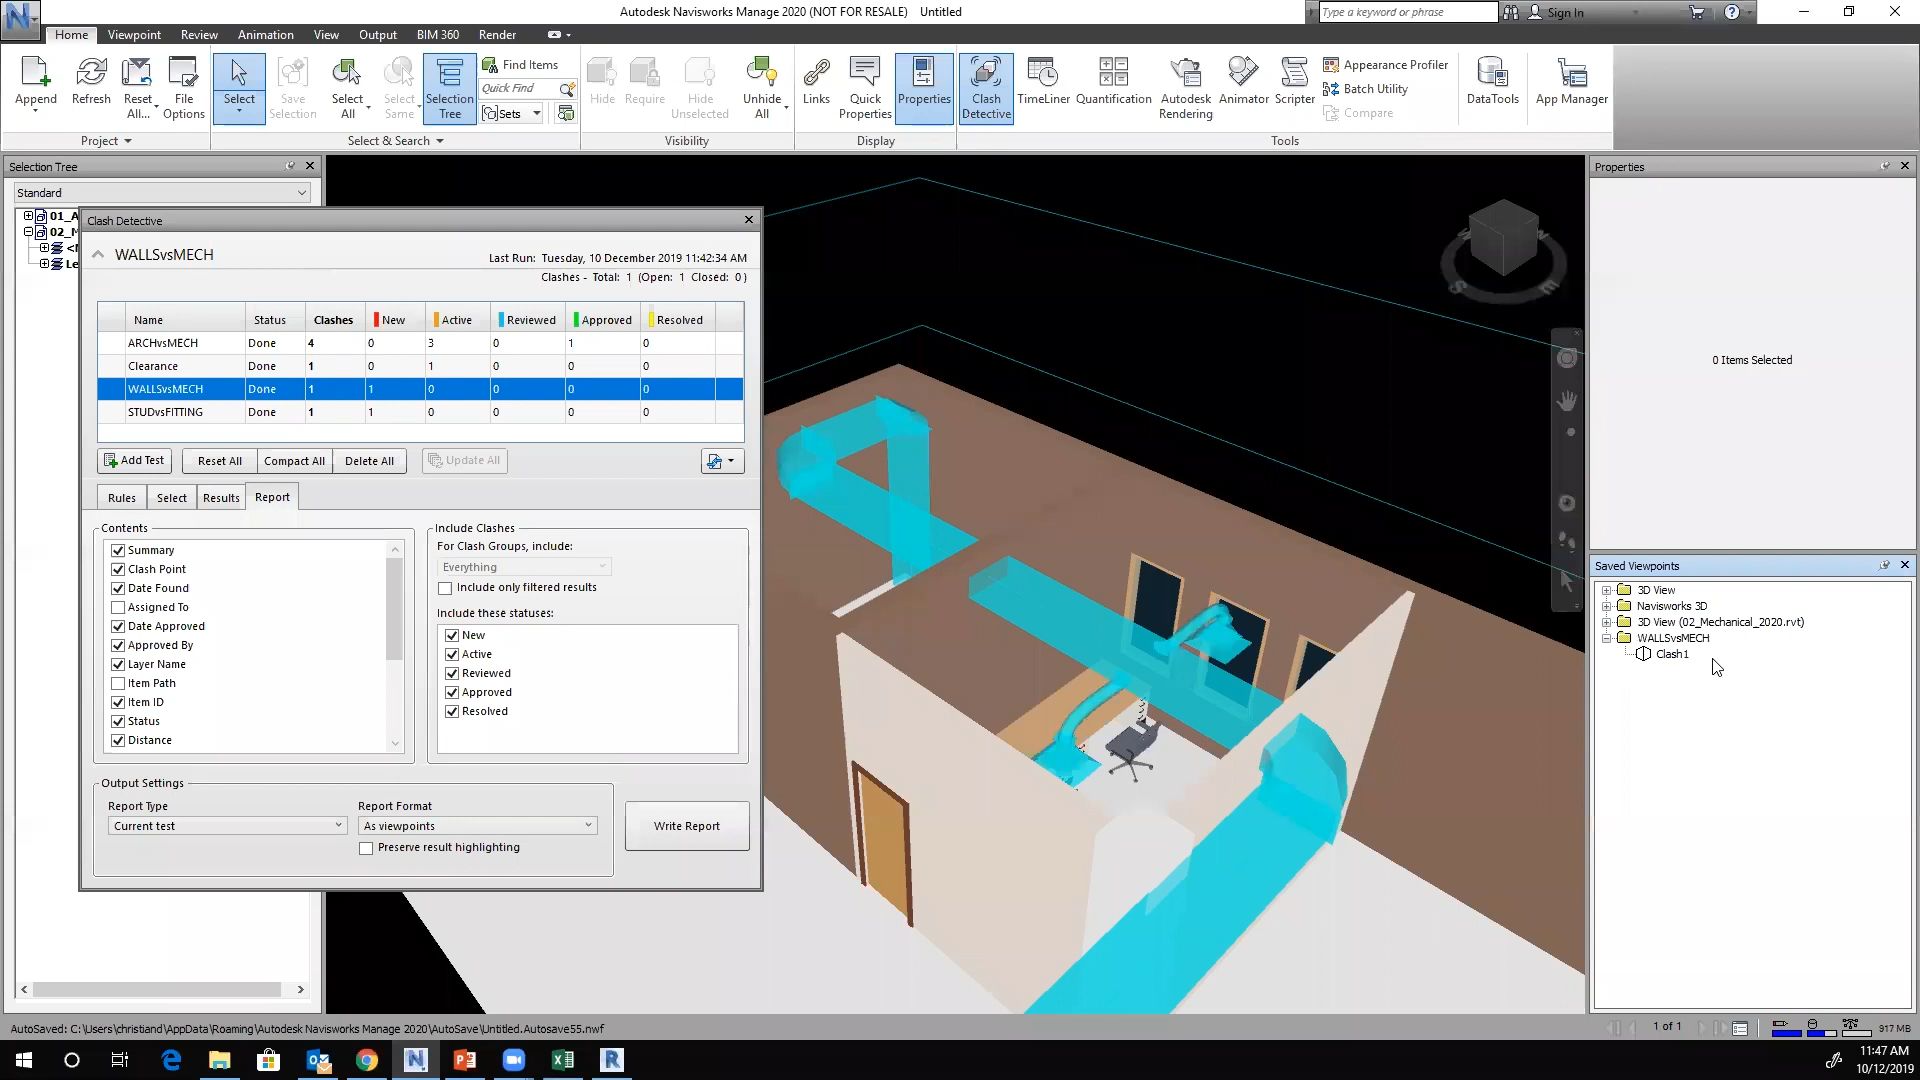 Autodesk Navisworks Manage 2020 (NOT FOR RESALE)    Untitled
Type a keyword or phrase
Sign In
Home Viewpoint Review Animation View Output BIM 360 Render
Append Refresh Reset All... File Options
Project
Select Save Selection Select All Select Same Selection Tree Find Items Quick Find Sets
Select & Search
Hide Require Hide Unselected Unhide All
Visibility
Links Quick Properties Properties
Display
Clash Detective TimeLiner Quantification Autodesk Rendering Animator Scripter Appearance Profiler Batch Utility Compare
DataTools App Manager
Tools
Selection Tree
Standard
01_A
02_M
<N
Le
Clash Detective
WALLSvsMECH
Last Run: Tuesday, 10 December 2019 11:42:34 AM
Clashes - Total: 1 (Open: 1 Closed: 0)
Name Status Clashes New Active Reviewed Approved Resolved
ARCHvsMECH Done 4 0 3 0 1 0
Clearance Done 1 0 1 0 0 0
WALLSvsMECH Done 1 1 0 0 0 0
STUDvsFITTING Done 1 1 0 0 0 0
Add Test Reset All Compact All Delete All Update All
Rules Select Results Report
Contents
Summary
Clash Point
Date Found
Assigned To
Date Approved
Approved By
Layer Name
Item Path
Item ID
Status
Distance
Include Clashes
For Clash Groups, include:
Everything
Include only filtered results
Include these statuses:
New
Active
Reviewed
Approved
Resolved
Output Settings
Report Type
Current test
Report Format
As viewpoints
Preserve result highlighting
Write Report
W
S
E
Properties
0 Items Selected
Saved Viewpoints
3D View
Navisworks 3D
3D View (02_Mechanical_2020.rvt)
WALLSvsMECH
Clash1
AutoSaved: C:\Users\christiand\AppData\Roaming\Autodesk Navisworks Manage 2020\AutoSave\Untitled.Autosave55.nwf
1 of 1
917 MB
11:47 AM
10/12/2019